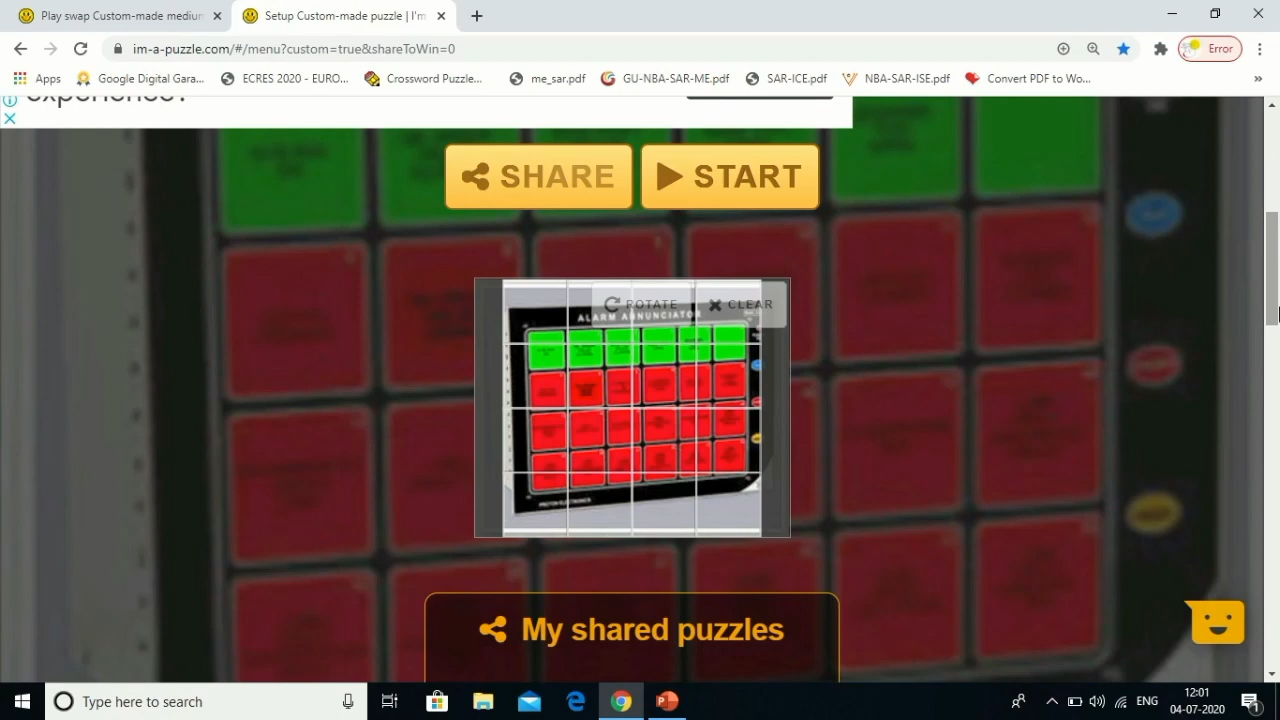 Play swap Custom-made medium
Setup Custom-made puzzle | I'm
im-a-puzzle.com/#/menu?custom=true&shareToWin=0
Error
Apps
Google Digital Gara...
ECRES 2020 - EURO...
Crossword Puzzle...
me_sar.pdf
GU-NBA-SAR-ME.pdf
SAR-ICE.pdf
NBA-SAR-ISE.pdf
Convert PDF to Wo...
»
experience?
SHARE
START
ROTATE
CLEAR
ALARM ANNUNCIATOR
My shared puzzles
Type here to search
ENG
12:01
04-07-2020
1